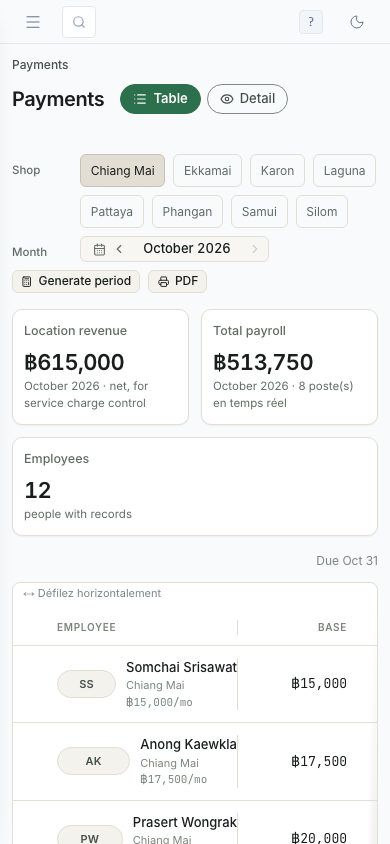 ?
Payments
Payments
Table
Detail
Shop
Chiang Mai
Ekkamai
Karon
Laguna
Pattaya
Phangan
Samui
Silom
Month
October 2026
Generate period
PDF
Location revenue
฿615,000
October 2026 · net, for
service charge control
Total payroll
฿513,750
October 2026 · 8 poste(s)
en temps réel
Employees
12
people with records
Due Oct 31
↔ Défilez horizontalement
EMPLOYEE
BASE
SS
Somchai Srisawat
Chiang Mai
฿15,000/mo
฿15,000
AK
Anong Kaewkla
Chiang Mai
฿17,500/mo
฿17,500
PW
Prasert Wongrak
Chiang Mai
฿20,000